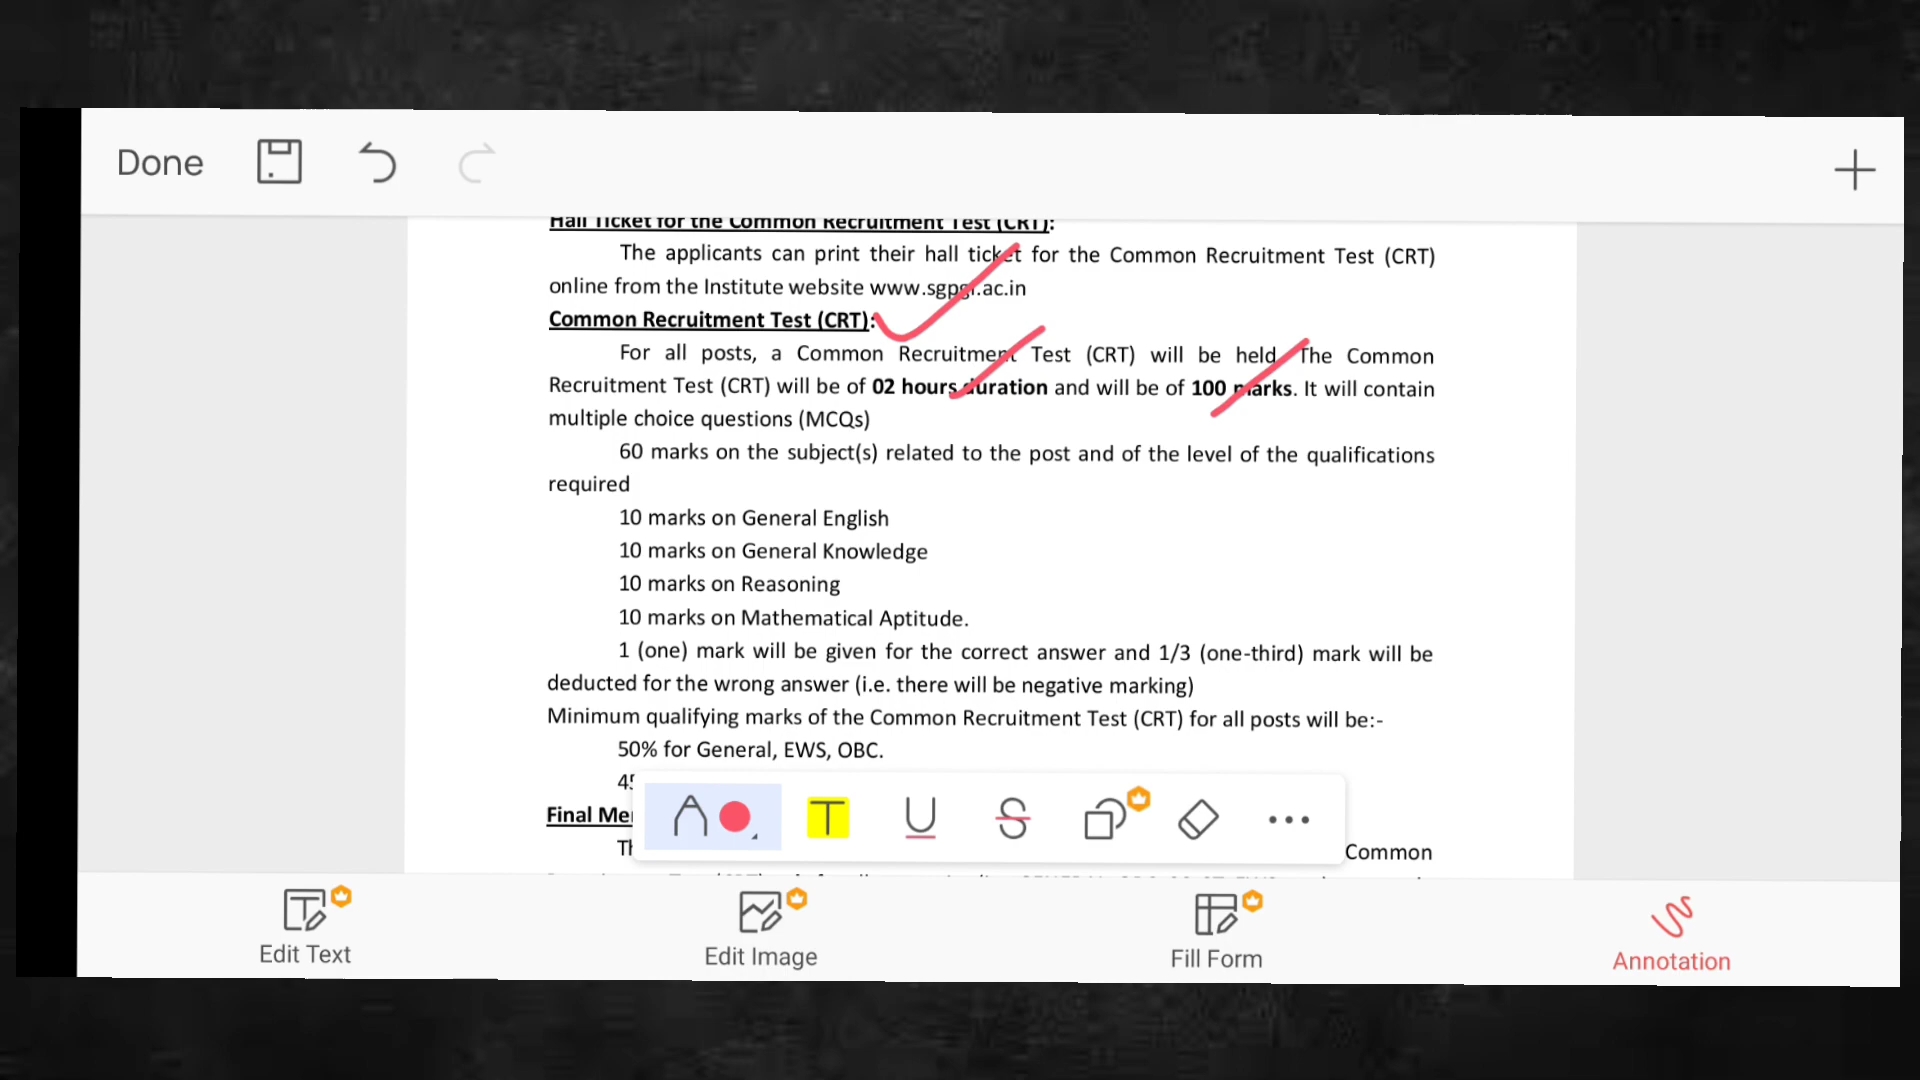 Done
Hall Ticket for the Common Recruitment Test (CRT):
The applicants can print their hall ticket for the Common Recruitment Test (CRT)
online from the Institute website www.sgpgi.ac.in
Common Recruitment Test (CRT):
For all posts, a Common Recruitment Test (CRT) will be held. The Common
Recruitment Test (CRT) will be of 02 hours duration and will be of 100 marks. It will contain
multiple choice questions (MCQs)
60 marks on the subject(s) related to the post and of the level of the qualifications
required
10 marks on General English
10 marks on General Knowledge
10 marks on Reasoning
10 marks on Mathematical Aptitude.
1 (one) mark will be given for the correct answer and 1/3 (one-third) mark will be
deducted for the wrong answer (i.e. there will be negative marking)
Minimum qualifying marks of the Common Recruitment Test (CRT) for all posts will be:-
50% for General, EWS, OBC.
Final
Common
Edit Text
Edit Image
Fill Form
Annotation